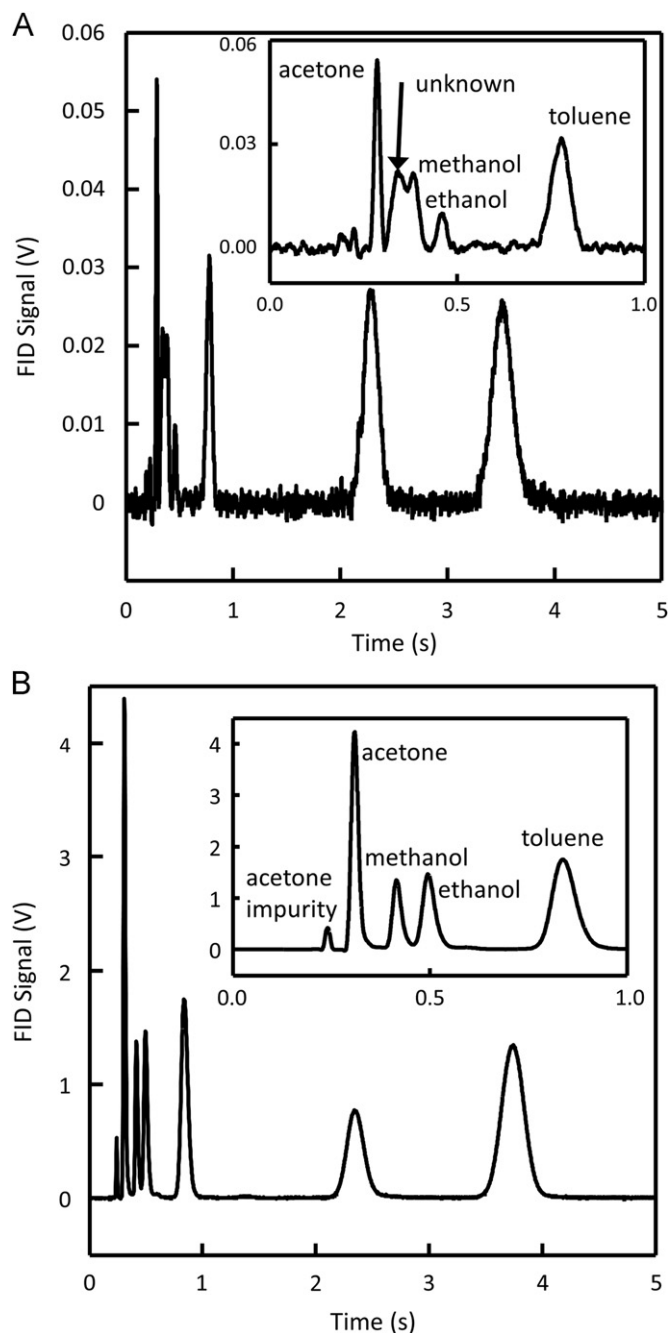 A
0.06
0.05
0.04
0.03
0.02
0.01
0
FID Signal (V)
0 1 2 3 4 5
Time (s)
0.06
0.03
0.00
0.0 0.5 1.0
acetone
unknown
toluene
methanol
ethanol
B
4
3
2
1
0
FID Signal (V)
0 1 2 3 4 5
Time (s)
4
3
2
1
0
0.0 0.5 1.0
acetone
methanol
toluene
acetone
impurity
ethanol